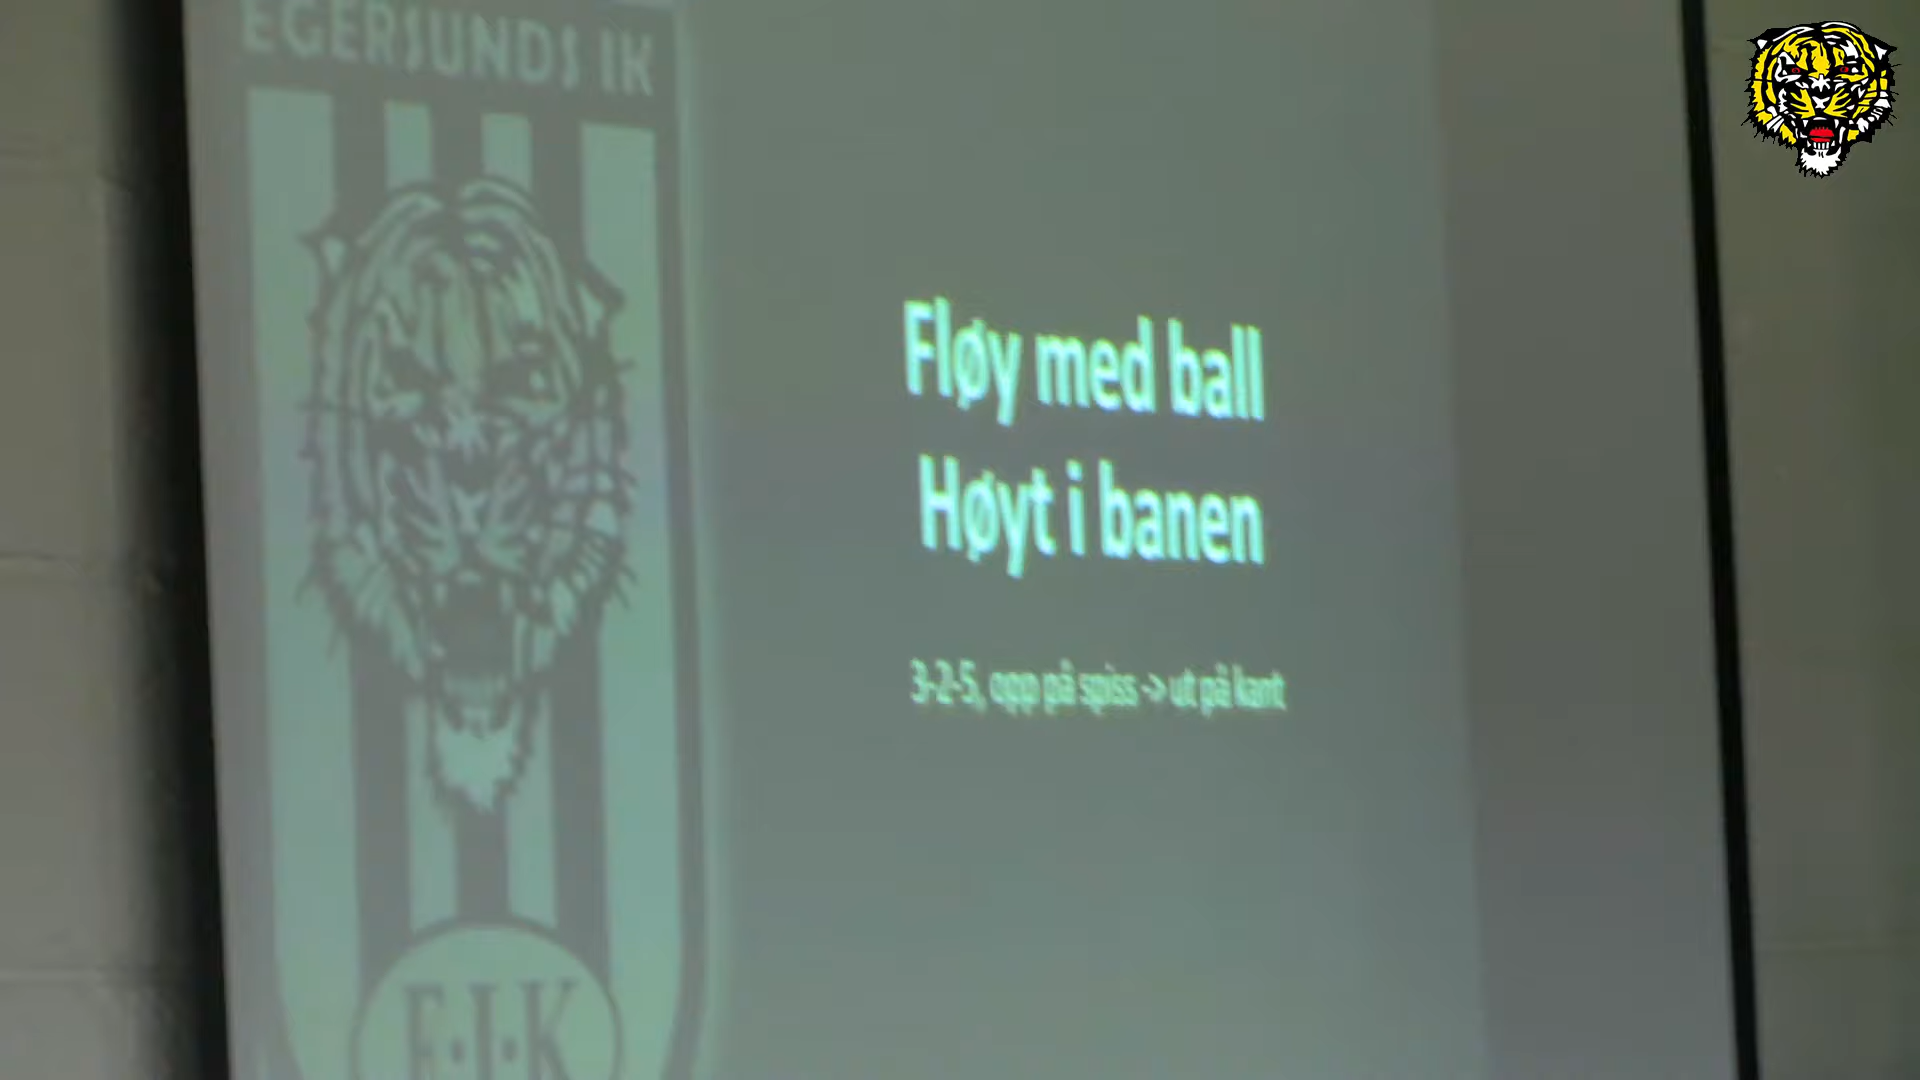 EGERSUNDS IK
Fløy med ball
Høyt i banen
3-2-5, opp på spiss -> ut på kant
E·I·K